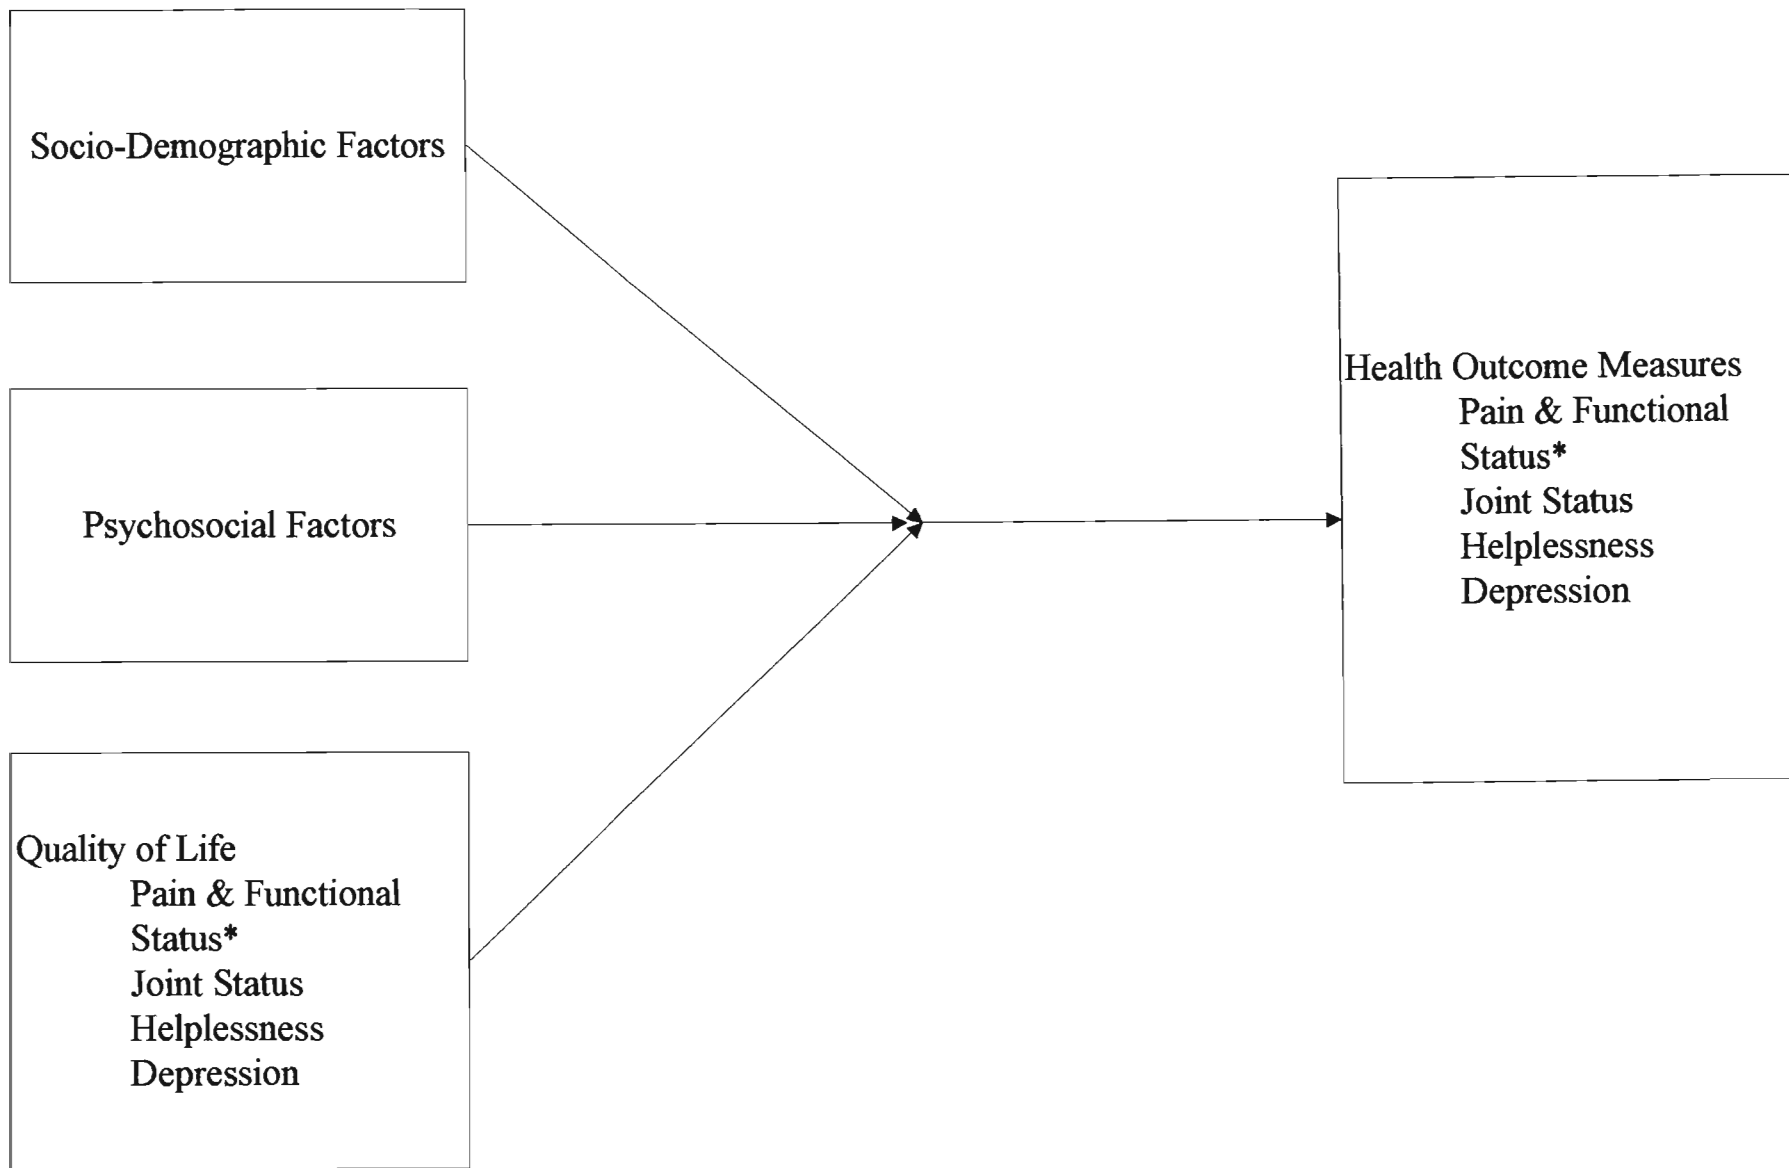 Socio-Demographic Factors
Psychosocial Factors
Quality of Life
Pain & Functional
Status*
Joint Status
Helplessness
Depression
Health Outcome Measures
Pain & Functional
Status*
Joint Status
Helplessness
Depression